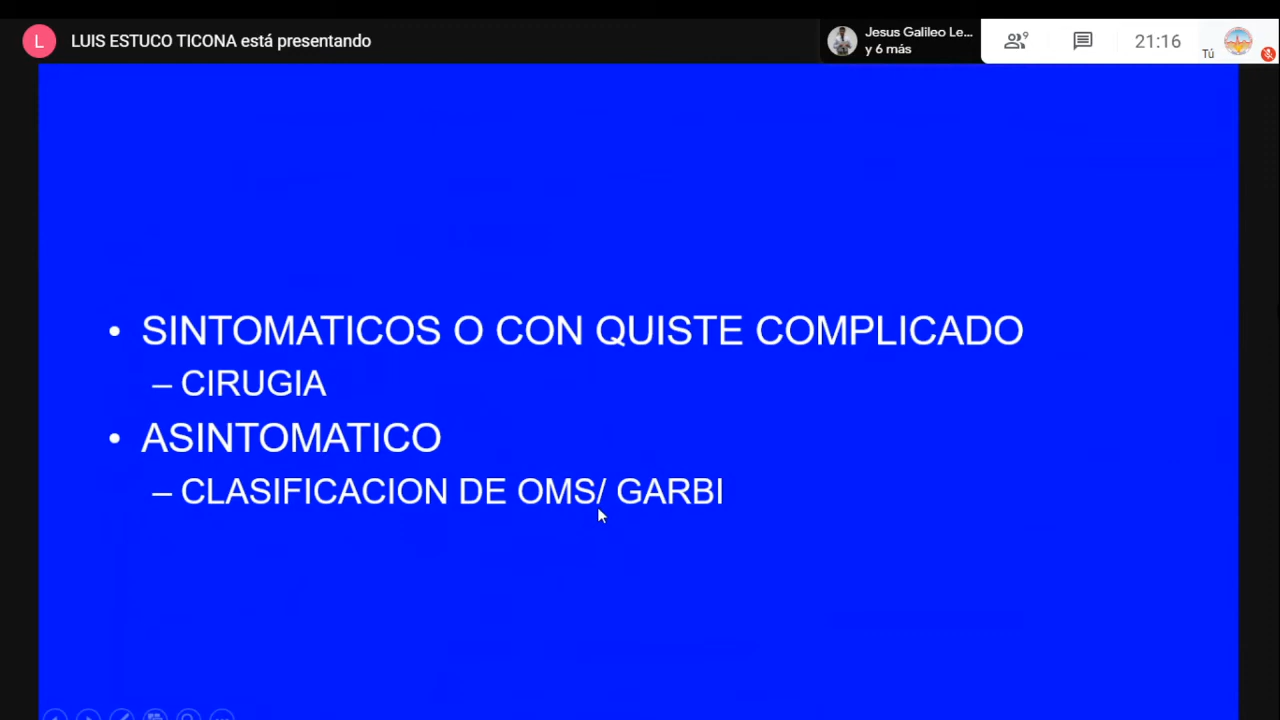 L
LUIS ESTUCO TICONA está presentando
Jesus Galileo Le...
y 6 más
9
21:16
Tú
• SINTOMATICOS O CON QUISTE COMPLICADO
– CIRUGIA
• ASINTOMATICO
– CLASIFICACION DE OMS/ GARBI